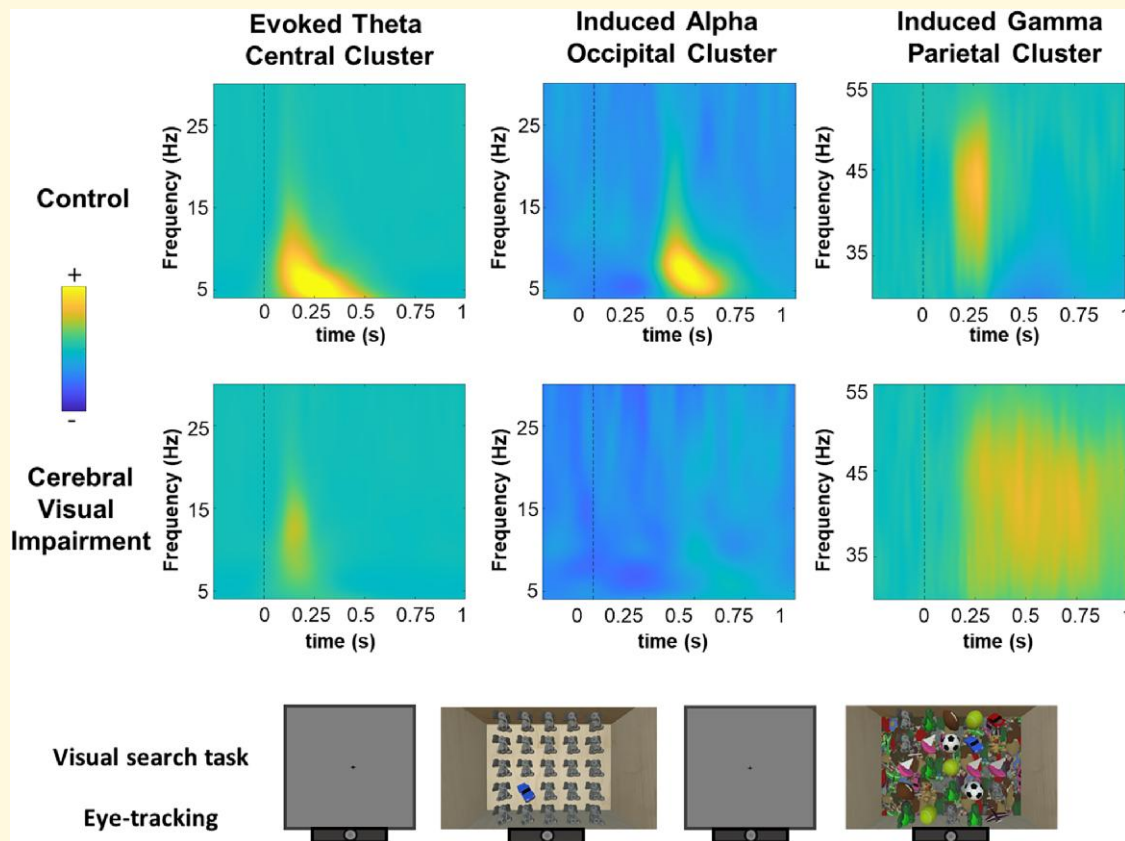 Evoked Theta
Central Cluster
Induced Alpha
Occipital Cluster
Induced Gamma
Parietal Cluster
Control
+
-
Frequency (Hz)
25
15
5
0 0.25 0.5 0.75 1
time (s)
Frequency (Hz)
25
15
5
0 0.25 0.5 0.75 1
time (s)
Frequency (Hz)
55
45
35
0 0.25 0.5 0.75 1
time (s)
Cerebral
Visual
Impairment
Frequency (Hz)
25
15
5
0 0.25 0.5 0.75 1
time (s)
Frequency (Hz)
25
15
5
0 0.25 0.5 0.75 1
time (s)
Frequency (Hz)
55
45
35
0 0.25 0.5 0.75 1
time (s)
Visual search task
Eye-tracking